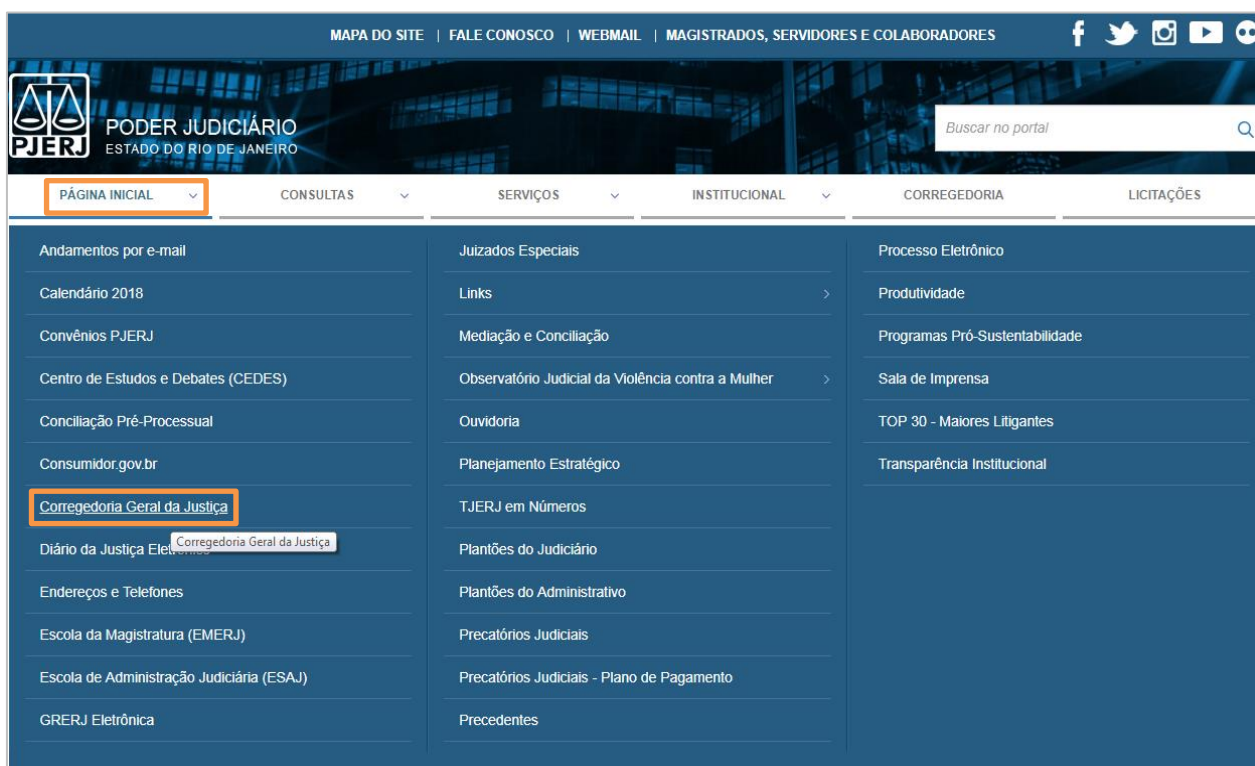 MAPA DO SITE | FALE CONOSCO | WEBMAIL | MAGISTRADOS, SERVIDORES E COLABORADORES
PJERJ
PODER JUDICIÁRIO
ESTADO DO RIO DE JANEIRO
Buscar no portal
PÁGINA INICIAL
CONSULTAS
SERVIÇOS
INSTITUCIONAL
CORREGEDORIA
LICITAÇÕES
Andamentos por e-mail
Calendário 2018
Convênios PJERJ
Centro de Estudos e Debates (CEDES)
Conciliação Pré-Processual
Consumidor.gov.br
Corregedoria Geral da Justiça
Corregedoria Geral da Justiça
Diário da Justiça
Endereços e Telefones
Escola da Magistratura (EMERJ)
Escola de Administração Judiciária (ESAJ)
GRERJ Eletrônica
Juizados Especiais
Links
Mediação e Conciliação
Observatório Judicial da Violência contra a Mulher
Ouvidoria
Planejamento Estratégico
TJERJ em Números
Plantões do Judiciário
Plantões do Administrativo
Precatórios Judiciais
Precatórios Judiciais - Plano de Pagamento
Precedentes
Processo Eletrônico
Produtividade
Programas Pró-Sustentabilidade
Sala de Imprensa
TOP 30 - Maiores Litigantes
Transparência Institucional